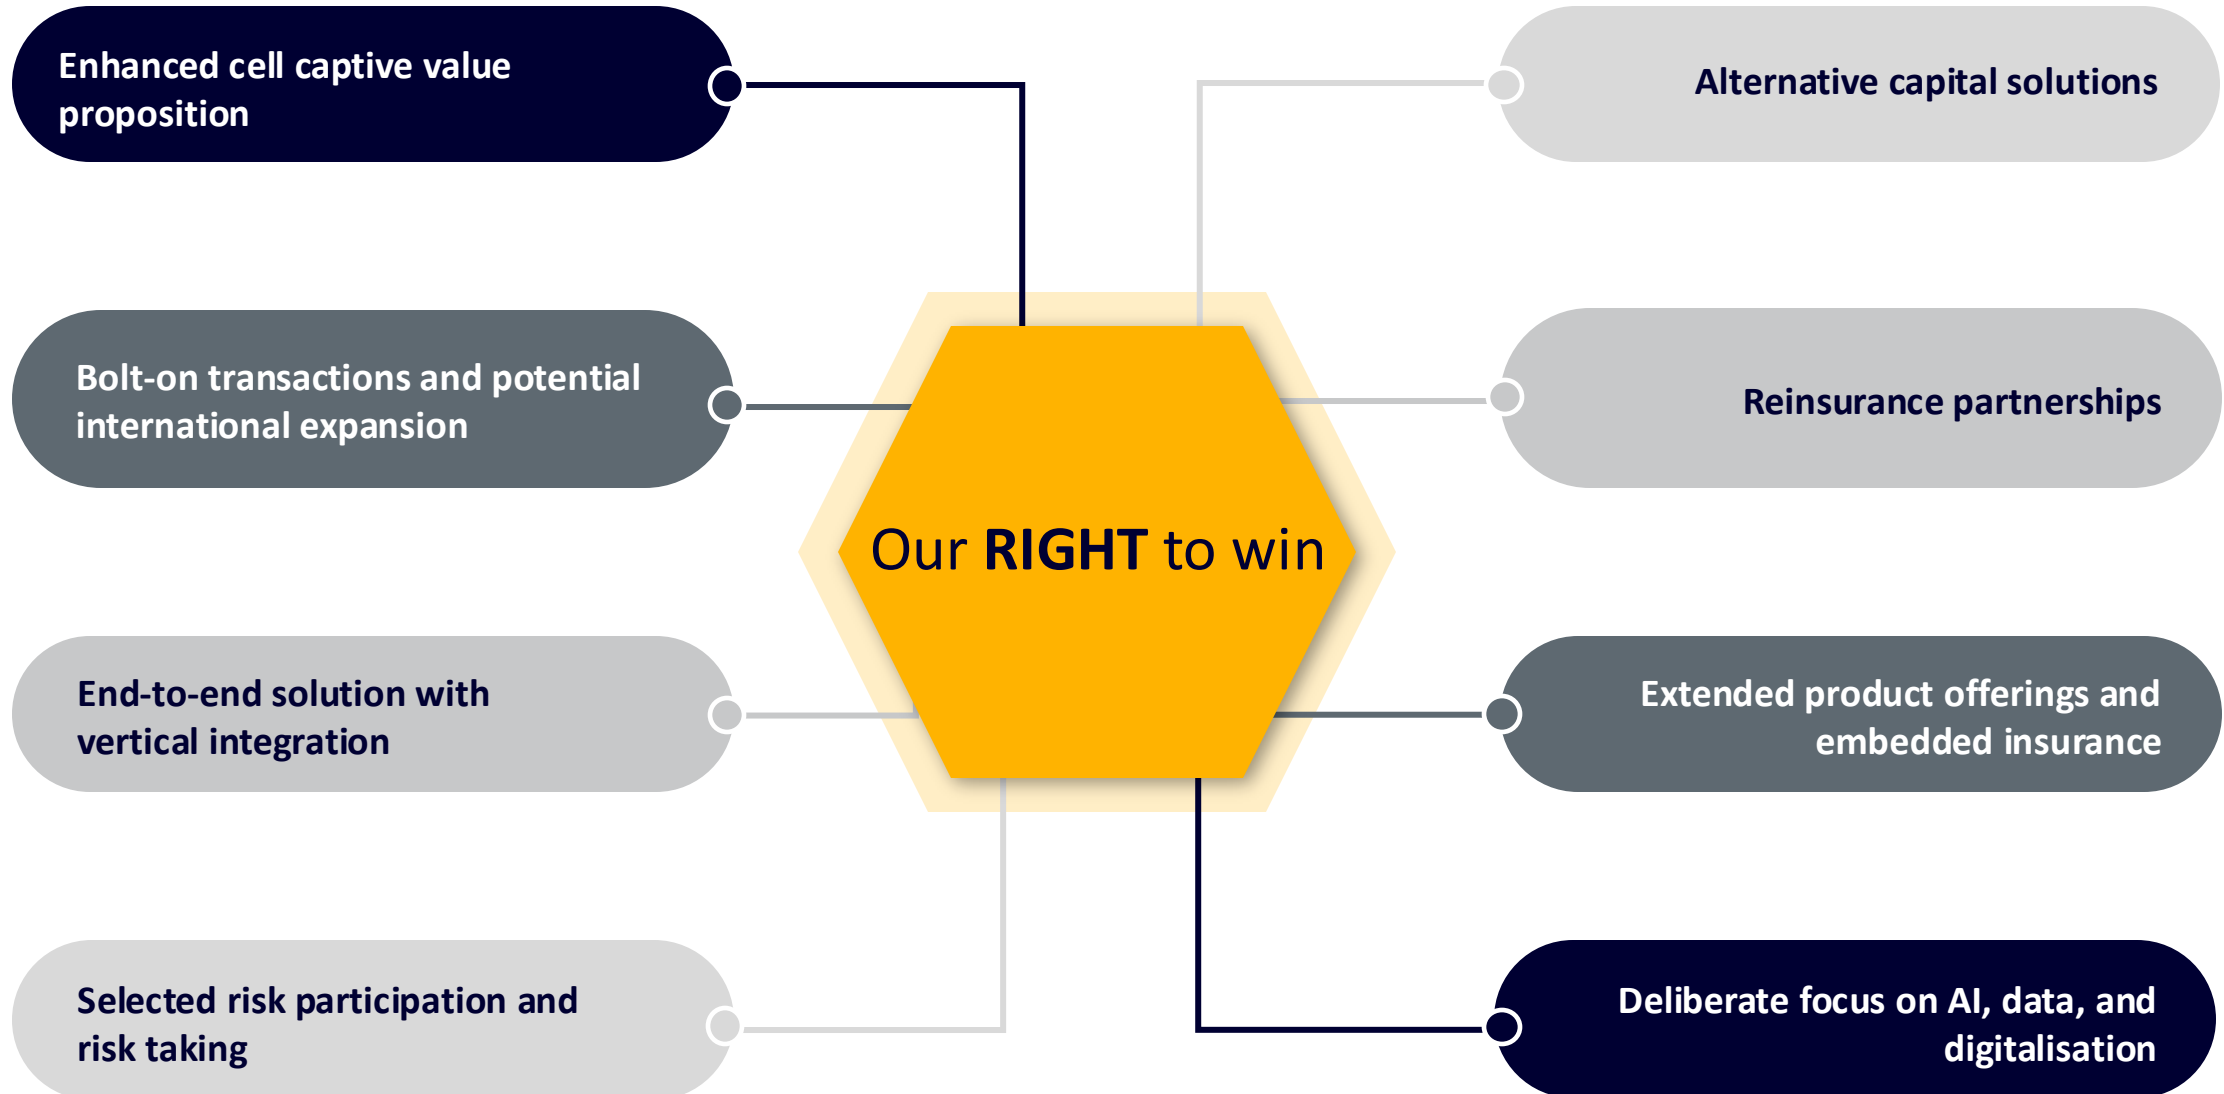 Enhanced cell captive value
proposition
Bolt-on transactions and potential
international expansion
End-to-end solution with
vertical integration
Selected risk participation and
risk taking
Our RIGHT to win
Alternative capital solutions
Reinsurance partnerships
Extended product offerings and
embedded insurance
Deliberate focus on AI, data, and
digitalisation